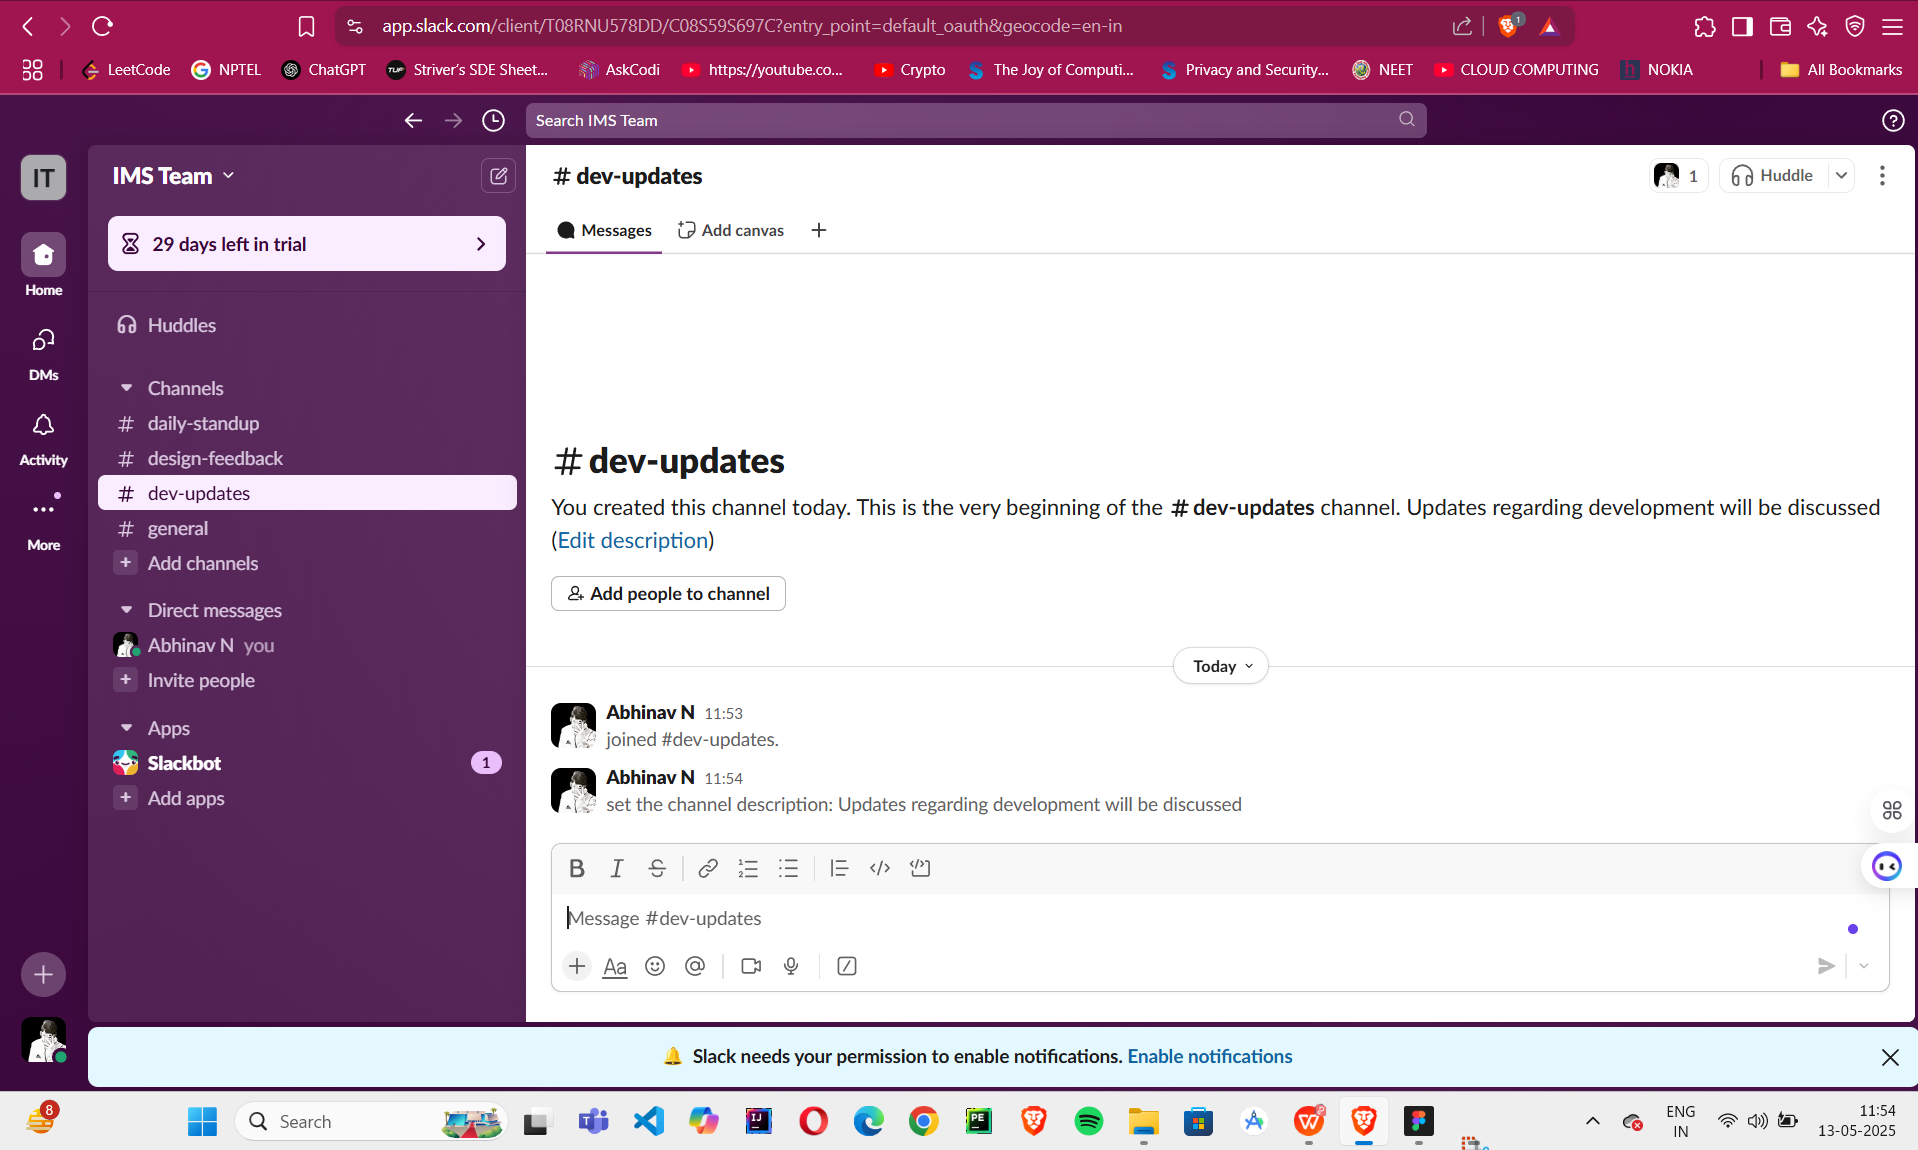 app.slack.com/client/T08RNU578DD/C08S59S697C?entry_point=default_oauth&geocode=en-in
1
LeetCode
NPTEL
ChatGPT
TUF
Striver's SDE Sheet...
AskCodi
https://youtube.co...
Crypto
The Joy of Computi...
Privacy and Security...
NEET
CLOUD COMPUTING
h
NOKIA
All Bookmarks
Search IMS Team
IT
Home
DMs
Activity
More
IMS Team
29 days left in trial
Huddles
Channels
# daily-standup
# design-feedback
# dev-updates
# general
+ Add channels
Direct messages
Abhinav N you
+ Invite people
Apps
Slackbot 1
+ Add apps
# dev-updates
1
Huddle
Messages
Add canvas
+
# dev-updates
You created this channel today. This is the very beginning of the # dev-updates channel. Updates regarding development will be discussed
(Edit description)
Add people to channel
Today
Abhinav N 11:53
joined #dev-updates.
Abhinav N 11:54
set the channel description: Updates regarding development will be discussed
B I S
Message #dev-updates
+ Aa @
Slack needs your permission to enable notifications. Enable notifications
8
Search
IJ
PE
ENG
IN
11:54
13-05-2025